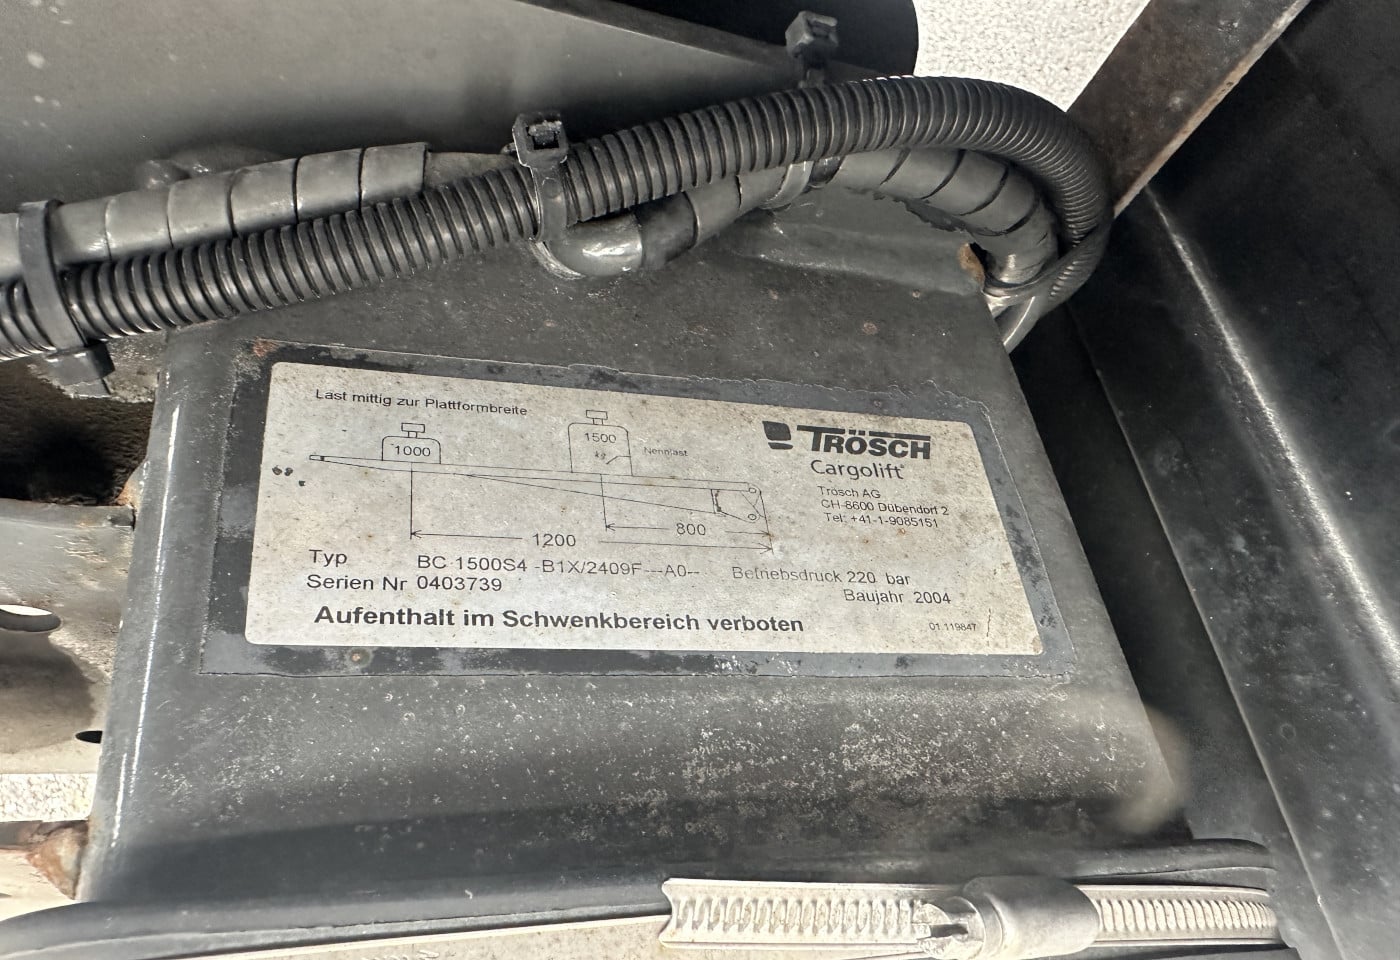 Last mittig zur Plattformbreite
1000
1500
kg
Nennlast
TRÖSCH
Cargolift
Trösch AG
CH-8600 Dübendorf 2
Tel: +41-1-9085151
800
1200
Typ BC 1500S4 -B1X/2409F---A0-- Betriebsdruck 220 bar
Serien Nr 0403739 Baujahr 2004
Aufenthalt im Schwenkbereich verboten
01 119847